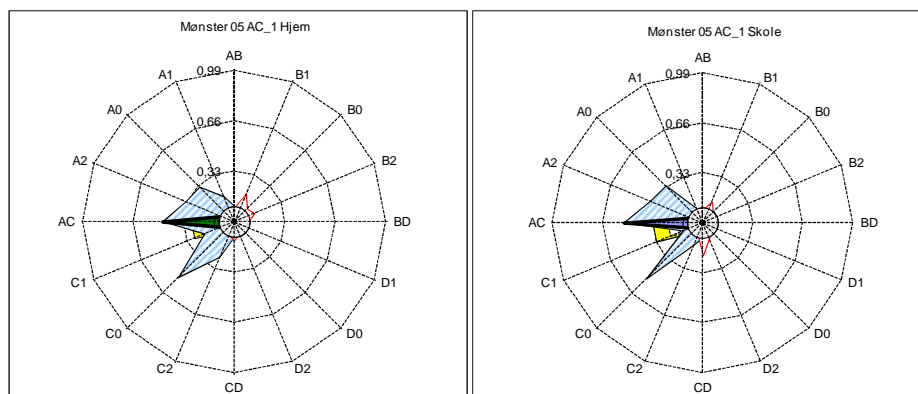 Mønster 05 AC_1 Hjem
AB
0,99
A1
B1
A0
B0
0,66
A2
B2
0,33
AC
BD
C1
D1
C0
D0
C2
D2
CD
Mønster 05 AC_1 Skole
AB
0,99
A1
B1
A0
B0
0,66
A2
B2
0,33
AC
BD
C1
D1
C0
D0
C2
D2
CD